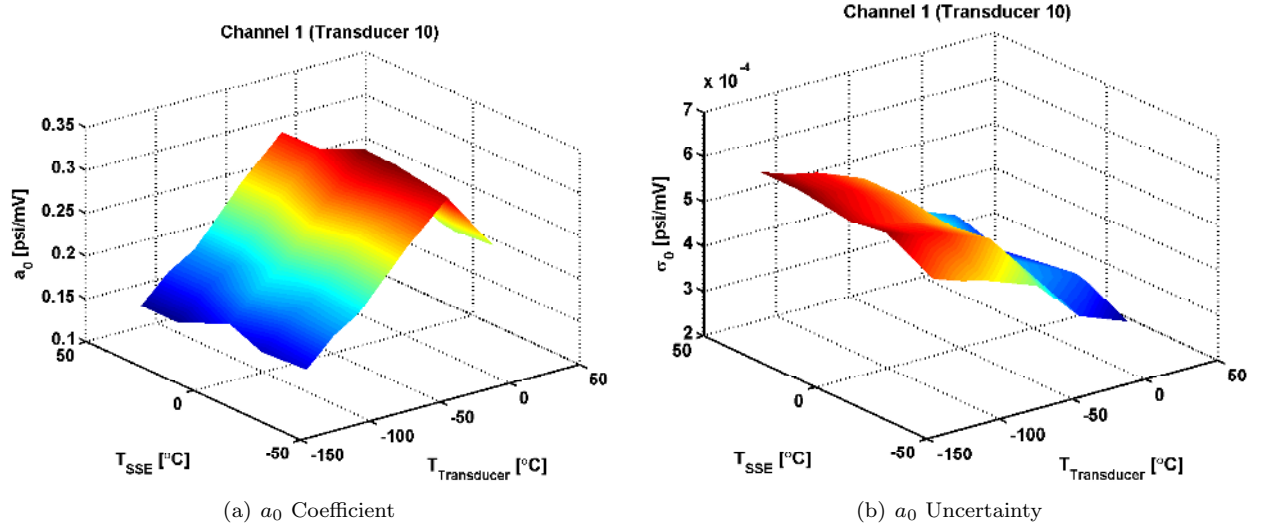 Channel 1 (Transducer 10)
0.35
0.3
0.25
0.2
0.15
0.1
a0 [psi/mV]
50
0
-50
TSSE [°C]
-150
-100
-50
0
50
TTransducer [°C]
(a) a0 Coefficient
Channel 1 (Transducer 10)
x 10-4
7
6
5
4
3
2
σ0 [psi/mV]
50
0
-50
TSSE [°C]
-150
-100
-50
0
50
TTransducer [°C]
(b) a0 Uncertainty